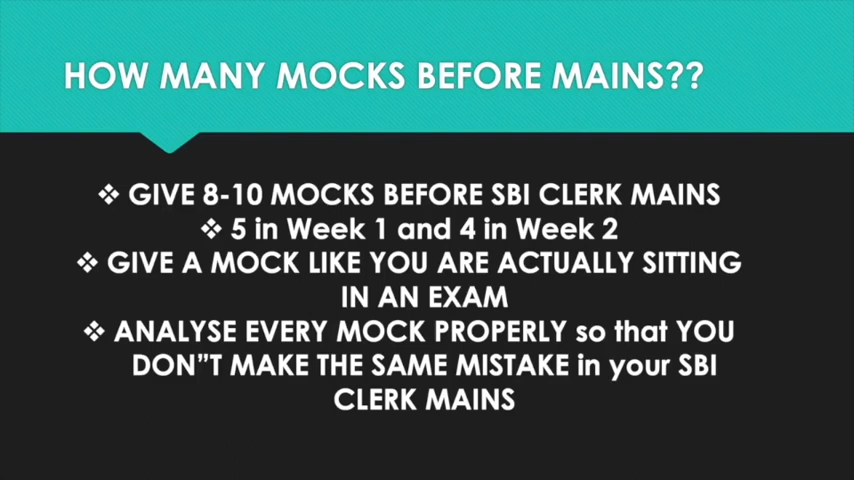 HOW MANY MOCKS BEFORE MAINS??
❖ GIVE 8-10 MOCKS BEFORE SBI CLERK MAINS
❖ 5 in Week 1 and 4 in Week 2
❖ GIVE A MOCK LIKE YOU ARE ACTUALLY SITTING
IN AN EXAM
❖ ANALYSE EVERY MOCK PROPERLY so that YOU
DON”T MAKE THE SAME MISTAKE in your SBI
CLERK MAINS